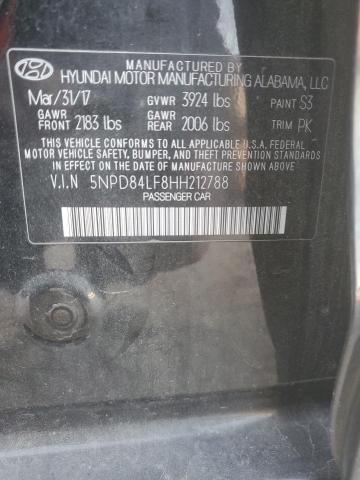 MANUFACTURED BY
HYUNDAI MOTOR MANUFACTURING ALABAMA, LLC
Mar/31/17 GVWR 3924 lbs PAINT S3
GAWR FRONT 2183 lbs GAWR REAR 2006 lbs TRIM PK
THIS VEHICLE CONFORMS TO ALL APPLICABLE U.S.A. FEDERAL
MOTOR VEHICLE SAFETY, BUMPER, AND THEFT PREVENTION
STANDARDS IN EFFECT ON THE DATE OF MANUFACTURE SHOWN
ABOVE.
V.I.N 5NPD84LF8HH212788
PASSENGER CAR